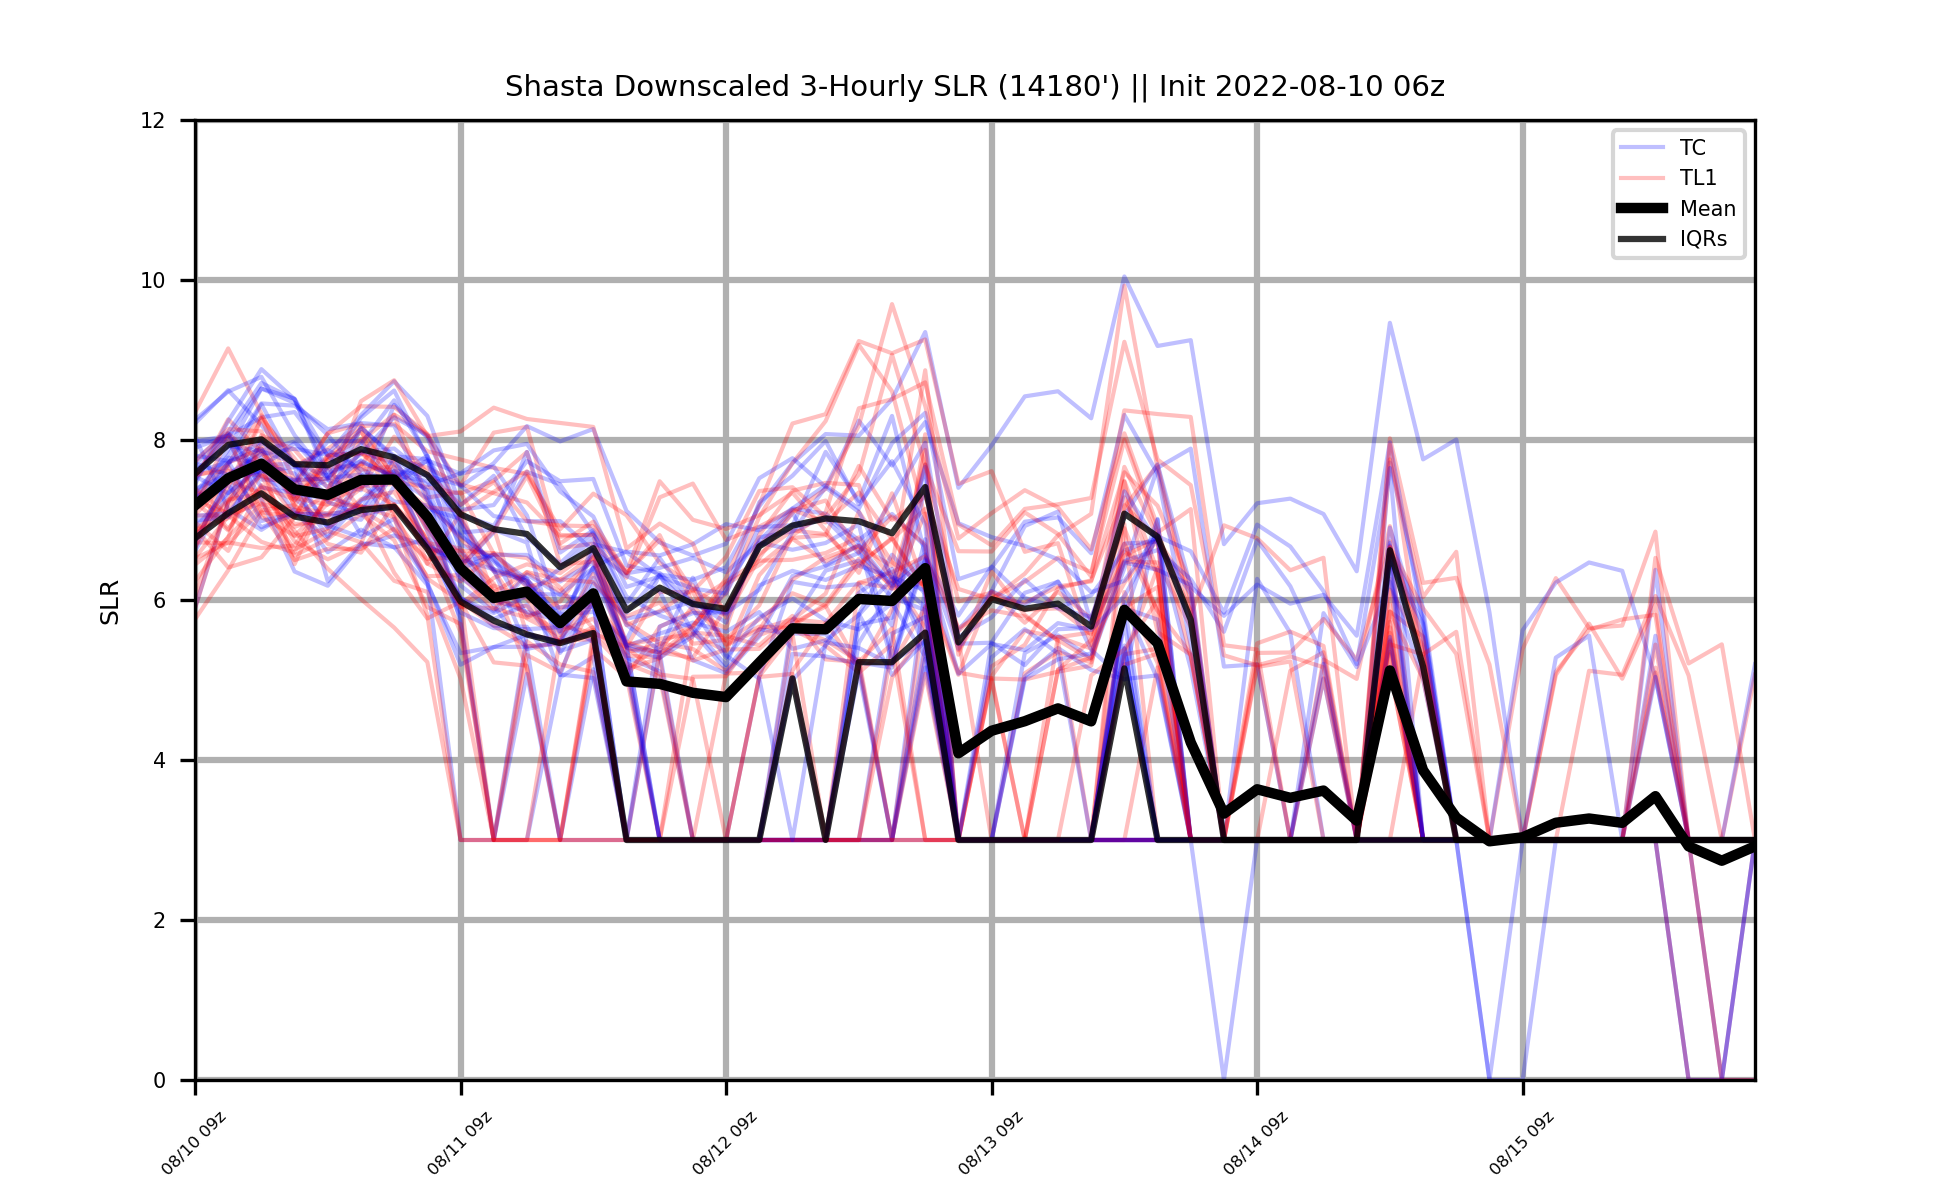 Shasta Downscaled 3-Hourly SLR (14180') || Init 2022-08-10 06z
12
10
8
6
4
2
0
SLR
TC
TL1
Mean
IQRs
08/10 09z
08/11 09z
08/12 09z
08/13 09z
08/14 09z
08/15 09z